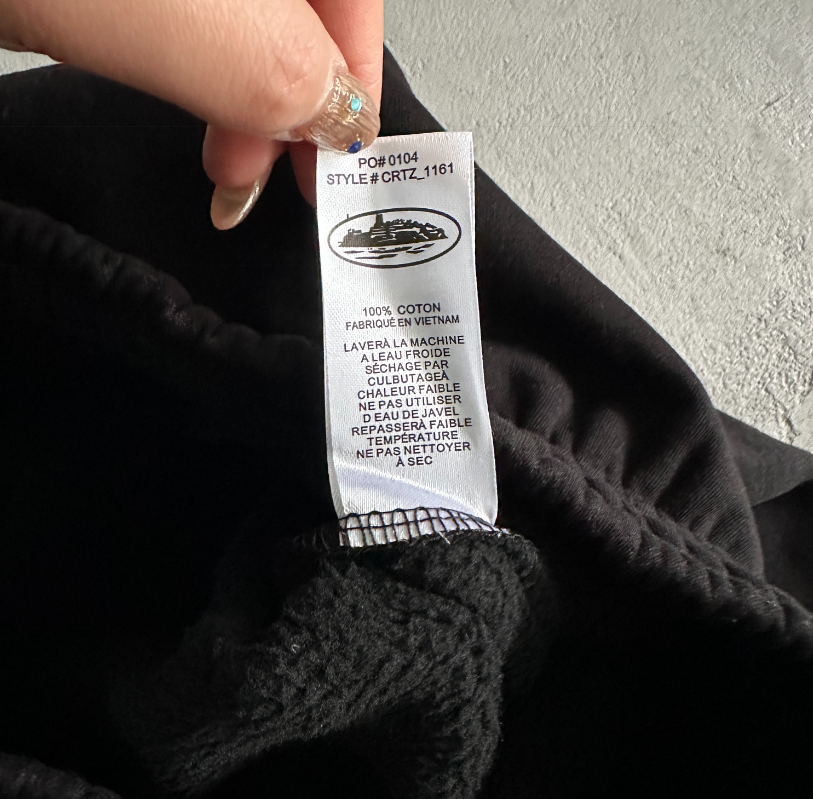 PO# 0104
STYLE # CRTZ_1161
100% COTON
FABRIQUÉ EN VIETNAM
LAVERÀ LA MACHINE
A LEAU FROIDE
SÉCHAGE PAR
CULBUTAGEÀ
CHALEUR FAIBLE
NE PAS UTILISER
D EAU DE JAVEL
REPASSERÀ FAIBLE
TEMPÉRATURE
NE PAS NETTOYER
À SEC